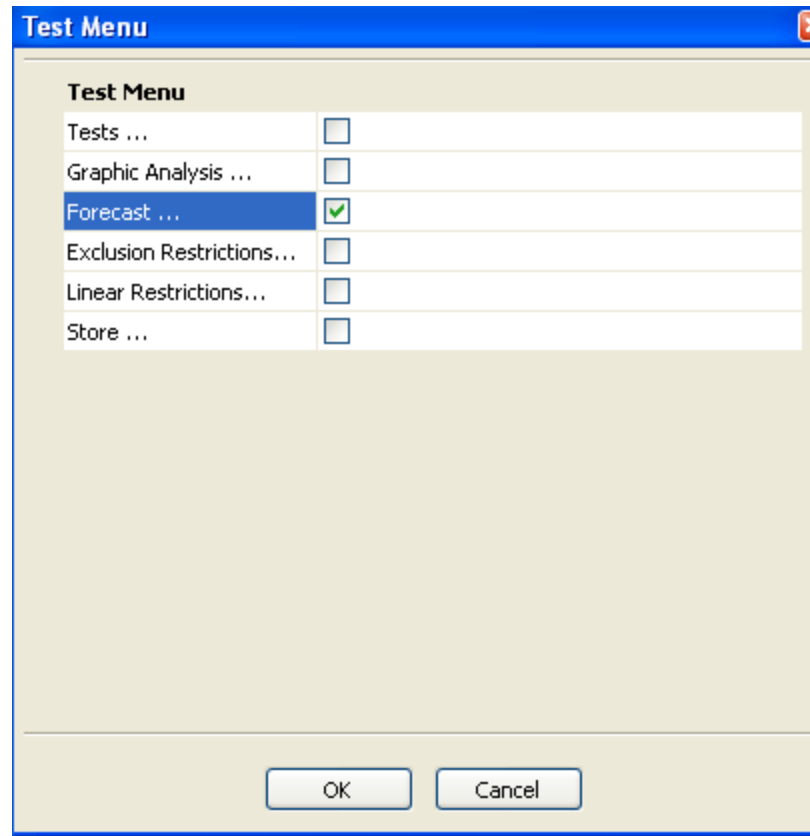 Test Menu
Test Menu
Tests ...
Graphic Analysis ...
Forecast ...
Exclusion Restrictions...
Linear Restrictions...
Store ...
OK Cancel